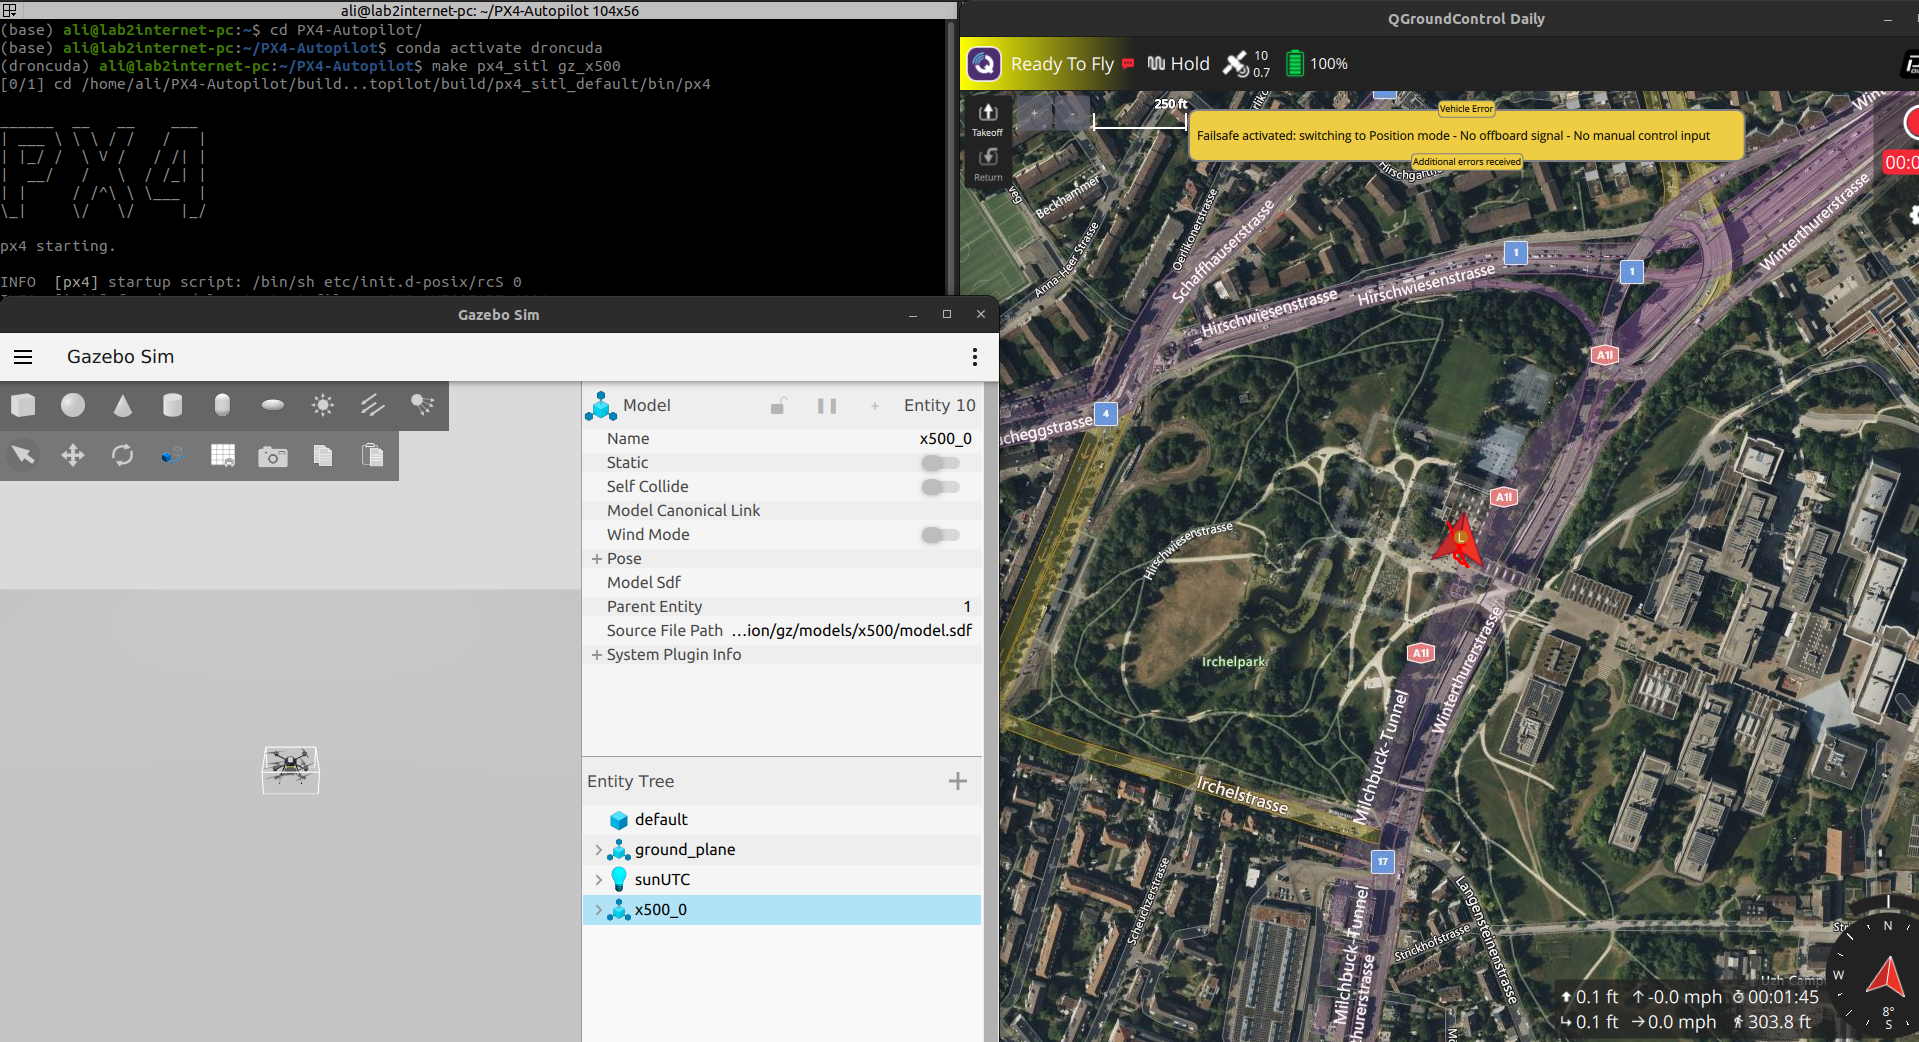 ali@lab2internet-pc: ~/PX4-Autopilot 104x56
(base) ali@lab2internet-pc:~$ cd PX4-Autopilot/
(base) ali@lab2internet-pc:~/PX4-Autopilot$ conda activate droncuda
(droncuda) ali@lab2internet-pc:~/PX4-Autopilot$ make px4_sitl gz_x500
[0/1] cd /home/ali/PX4-Autopilot/build...topilot/build/px4_sitl_default/bin/px4
px4 starting.
INFO  [px4] startup script: /bin/sh etc/init.d-posix/rcS 0
Gazebo Sim
Gazebo Sim
Model
Entity 10
Name x500_0
Static
Self Collide
Model Canonical Link
Wind Mode
Pose
Model Sdf
Parent Entity 1
Source File Path ...ion/gz/models/x500/model.sdf
System Plugin Info
Entity Tree
default
ground_plane
sunUTC
x500_0
QGroundControl Daily
Ready To Fly
Hold
10
0.7
100%
Takeoff
Return
250 ft
Vehicle Error
Failsafe activated: switching to Position mode - No offboard signal - No manual control input
Additional errors received
00:0
Beckhammer
Anna-Heer Strasse
Oerlikonerstrasse
Schaffhauserstrasse
Hirschwiesenstrasse
Hirschwiesenstrasse
1
1
Winterthurerstrasse
A1l
4
cheggstrasse
A1l
Hirschwiesenstrasse
L
Irchelpark
A1l
Winterthurerstrasse
Milchbuck-Tunnel
Irchelstrasse
17
Scheuchzerstrasse
Langensteinenstrasse
Strickhofstrasse
Milchbuck-Tunnel
thurerstrasse
Uzh Camp
N
W
8°
S
0.1 ft
-0.0 mph
00:01:45
0.1 ft
0.0 mph
303.8 ft